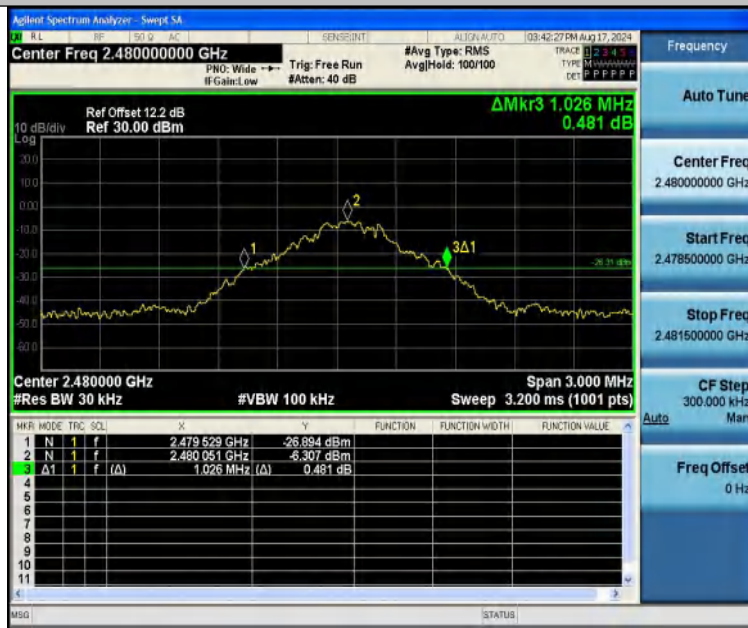 Agilent Spectrum Analyzer - Swept SA
RL RF 50 Ω AC SENSE:INT ALIGN AUTO 03:42:27 PM Aug 17, 2024
Center Freq 2.480000000 GHz
PNO: Wide
IFGain:Low
Trig: Free Run
#Atten: 40 dB
#Avg Type: RMS
Avg|Hold: 100/100
TRACE 1 2 3 4 5 6
TYPE M
DET P P P P P P
Ref Offset 12.2 dB
10 dB/div Ref 30.00 dBm
Log
ΔMkr3 1.026 MHz
0.481 dB
20.0
10.0
0.00
-10.0
-20.0
-30.0
-40.0
-50.0
-60.0
1
2
3Δ1
-26.31 dBm
Center 2.480000 GHz Span 3.000 MHz
#Res BW 30 kHz #VBW 100 kHz Sweep 3.200 ms (1001 pts)
MKR MODE TRC SCL X Y FUNCTION FUNCTION WIDTH FUNCTION VALUE
1 N 1 f 2.479 529 GHz -26.894 dBm
2 N 1 f 2.480 051 GHz -6.307 dBm
3 Δ1 1 f (Δ) 1.026 MHz (Δ) 0.481 dB
4
5
6
7
8
9
10
11
MSG STATUS
Frequency
Auto Tune
Center Freq
2.480000000 GHz
Start Freq
2.478500000 GHz
Stop Freq
2.481500000 GHz
CF Step
300.000 kHz
Auto Man
Freq Offset
0 Hz